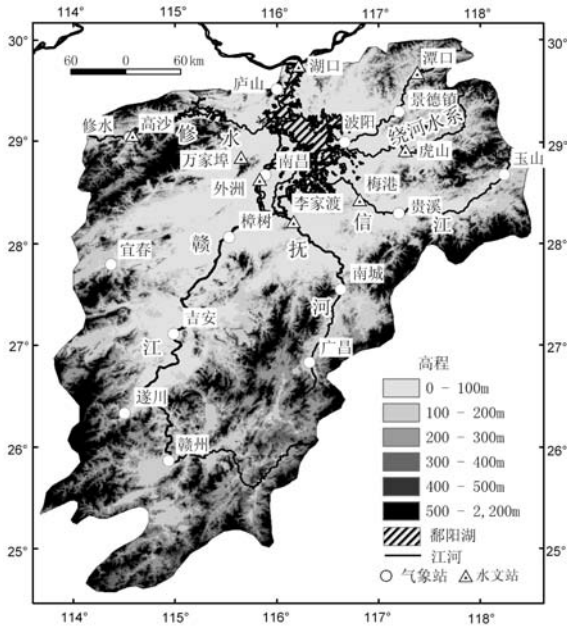 114° 115° 116° 117° 118°
30° 30°
29° 29°
28° 28°
27° 27°
26° 26°
25° 25°
114° 115° 116° 117° 118°
60 0 60 km
湖口
潭口
庐山
景德镇
修水
高沙
修水
波阳
绕河水系
万家埠
南昌
虎山
玉山
外洲
梅港
李家渡
信江
贵溪
樟树
赣江
抚河
宜春
南城
吉安
广昌
遂川
赣州
高程
0 - 100m
100 - 200m
200 - 300m
300 - 400m
400 - 500m
500 - 2,200m
鄱阳湖
江河
气象站 水文站